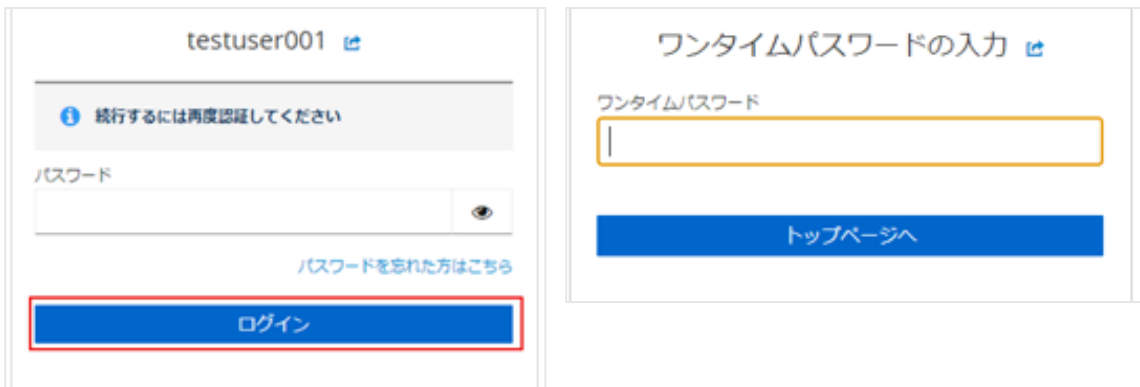 testuser001
続行するには再度認証してください
パスワード
パスワードを忘れた方はこちら
ログイン
ワンタイムパスワードの入力
ワンタイムパスワード
トップページへ